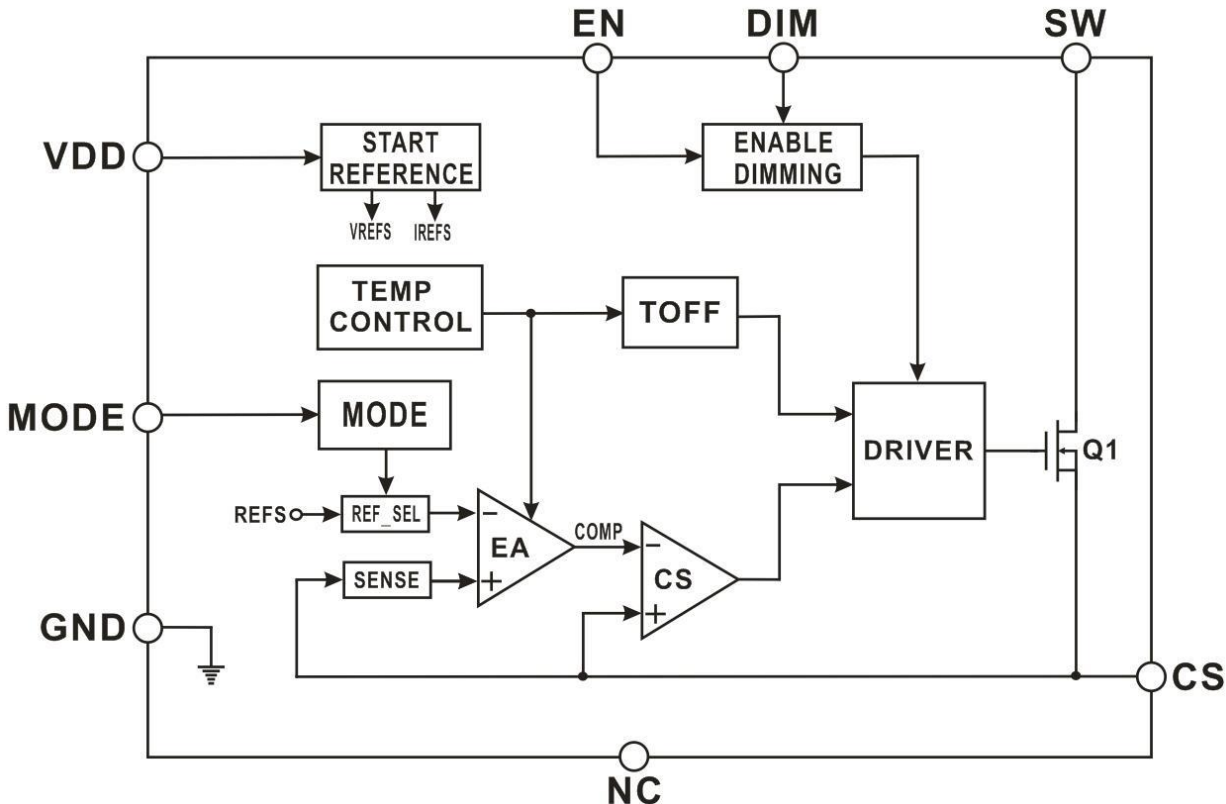 EN
DIM
SW
VDD
START
REFERENCE
ENABLE
DIMMING
VREFS
IREFS
TEMP
CONTROL
TOFF
MODE
MODE
DRIVER
Q1
REFS
REF_SEL
−
EA
COMP
−
SENSE
+
CS
+
GND
CS
NC